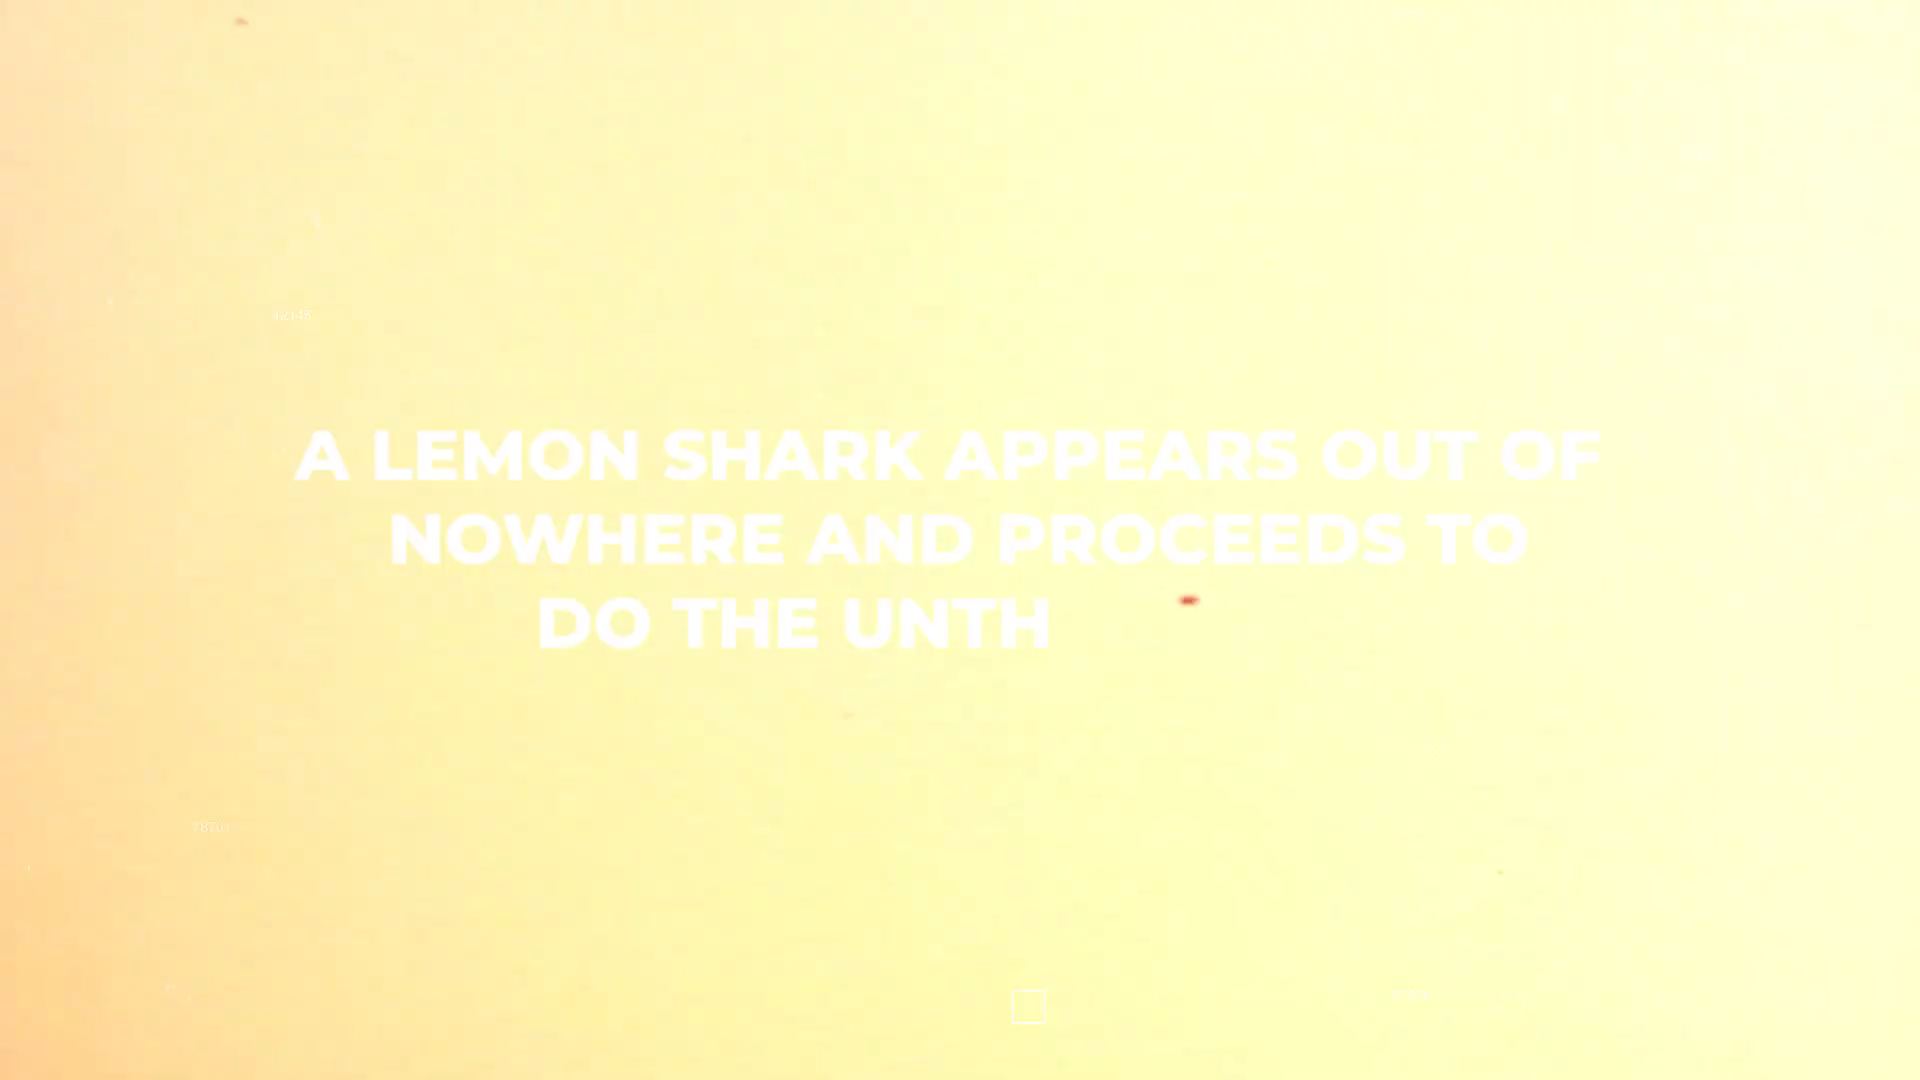 A LEMON SHARK APPEARS OUT OF
NOWHERE AND PROCEEDS TO
DO THE UNTH